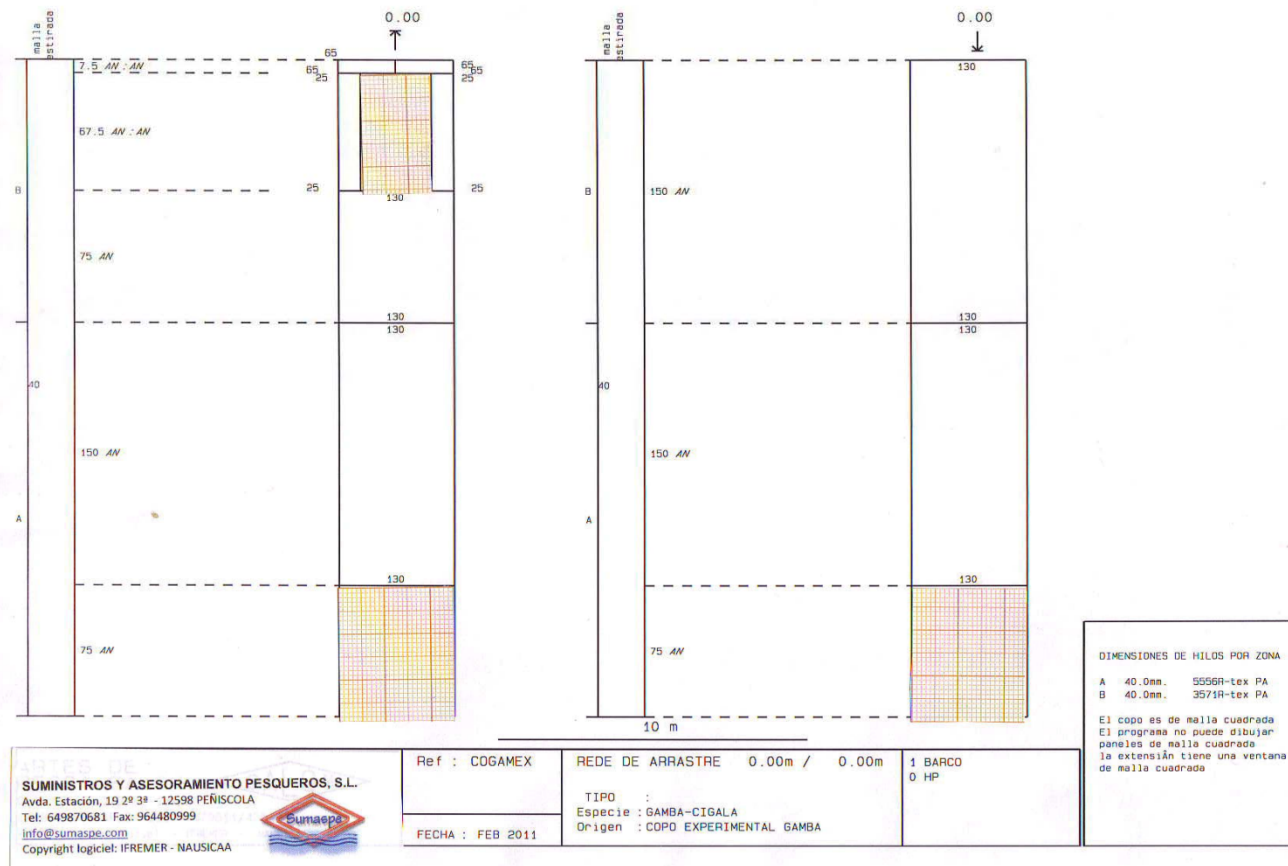 malla
estirada
0.00
65
7.5 AN : AN
65
65
65
25
25
67.5 AN : AN
B
25
25
130
75 AN
130
130
40
150 AN
A
130
75 AN
malla
estirada
0.00
130
B
150 AN
130
130
40
150 AN
A
130
75 AN
10 m
DIMENSIONES DE HILOS POR ZONA
A 40.0mm. 5556R-tex PA
B 40.0mm. 3571R-tex PA
El copo es de malla cuadrada
El programa no puede dibujar
paneles de malla cuadrada
la extensiÅn tiene una ventana
de malla cuadrada
SUMINISTROS Y ASESORAMIENTO PESQUEROS, S.L.
Avda. Estación, 19 2º 3ª - 12598 PEÑISCOLA
Tel: 649870681 Fax: 964480999
info@sumaspe.com
Copyright logiciel: IFREMER - NAUSICAA
Sumaspe
Ref : COGAMEX
FECHA : FEB 2011
REDE DE ARRASTRE 0.00m / 0.00m
TIPO :
Especie : GAMBA-CIGALA
Origen : COPO EXPERIMENTAL GAMBA
1 BARCO
0 HP